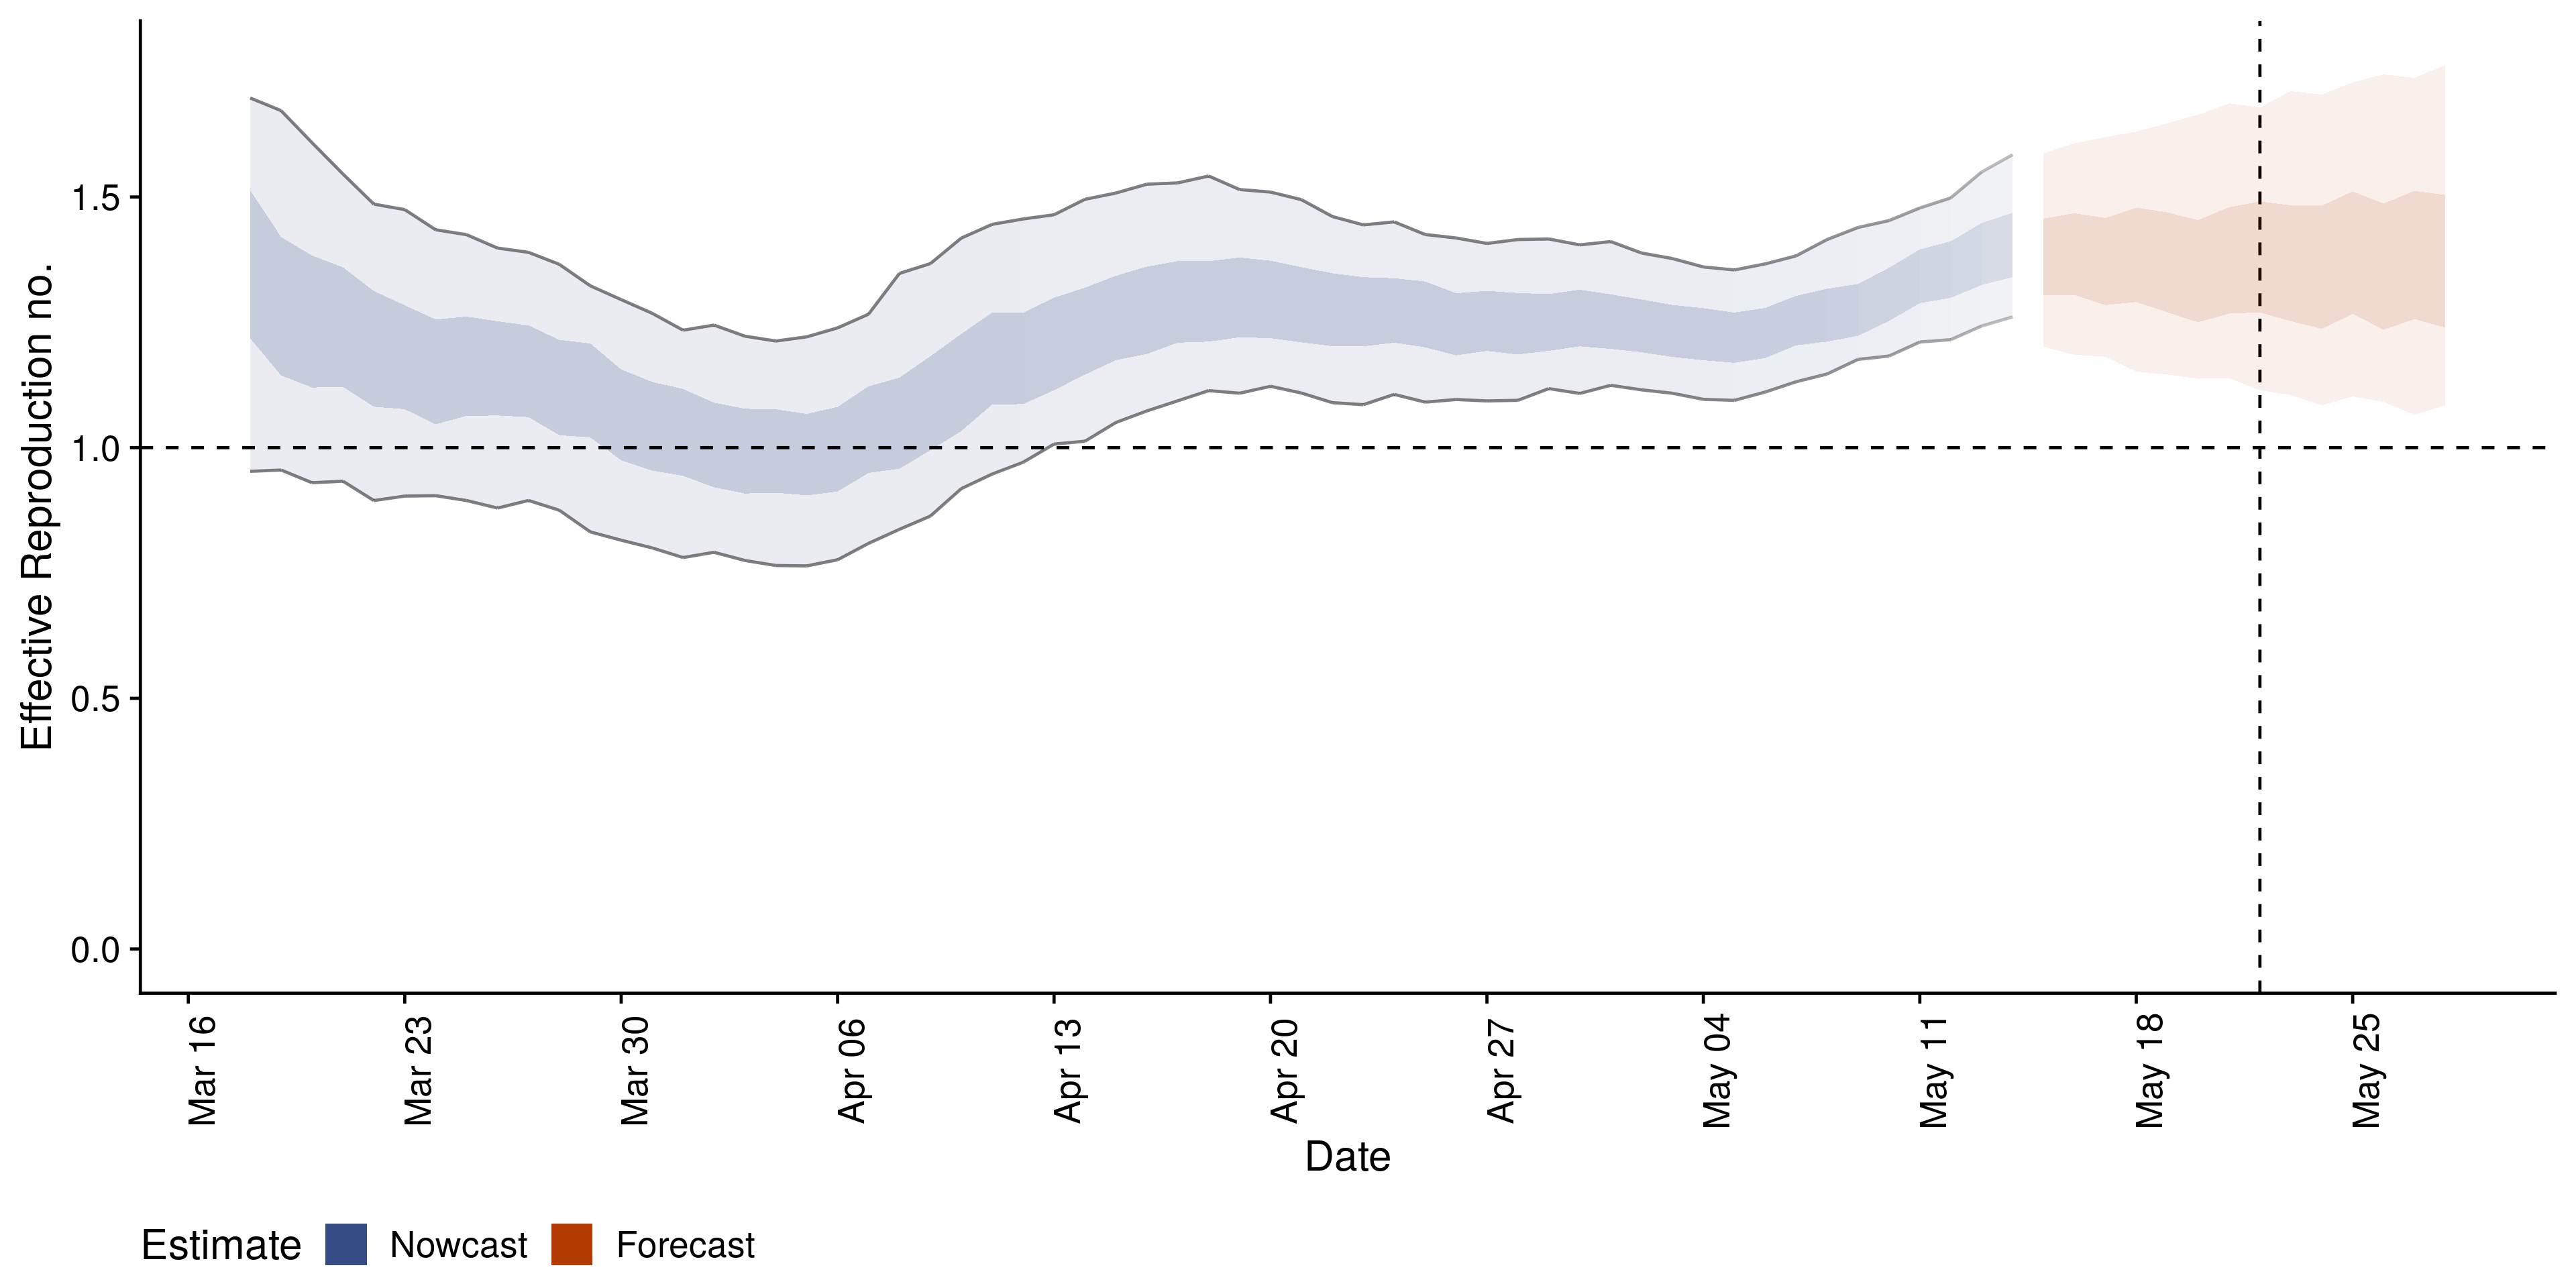 Effective Reproduction no.
1.5
1.0
0.5
0.0
Mar 16
Mar 23
Mar 30
Apr 06
Apr 13
Apr 20
Apr 27
May 04
May 11
May 18
May 25
Date
Estimate Nowcast Forecast